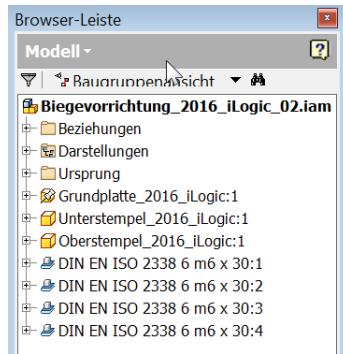 Browser-Leiste
Modell
Baugruppenansicht
Biegevorrichtung_2016_iLogic_02.iam
Beziehungen
Darstellungen
Ursprung
Grundplatte_2016_iLogic:1
Unterstempel_2016_iLogic:1
Oberstempel_2016_iLogic:1
DIN EN ISO 2338 6 m6 x 30:1
DIN EN ISO 2338 6 m6 x 30:2
DIN EN ISO 2338 6 m6 x 30:3
DIN EN ISO 2338 6 m6 x 30:4